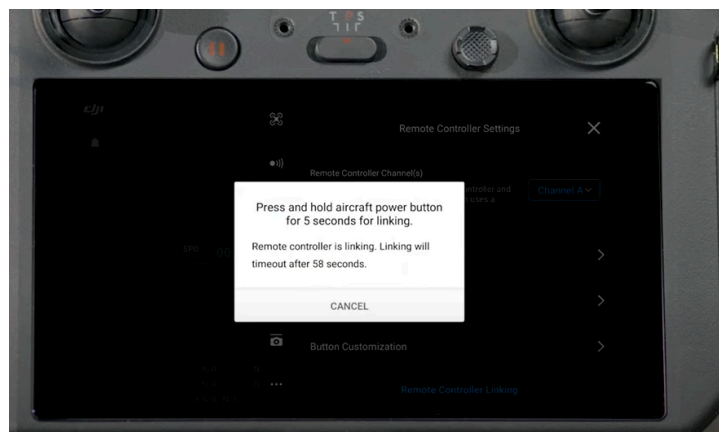 T P S
dji
Remote Controller Settings
Remote Controller Channel(s)
Channel A
Press and hold aircraft power button
for 5 seconds for linking.
Remote controller is linking. Linking will
timeout after 58 seconds.
CANCEL
Button Customization
Remote Controller Linking